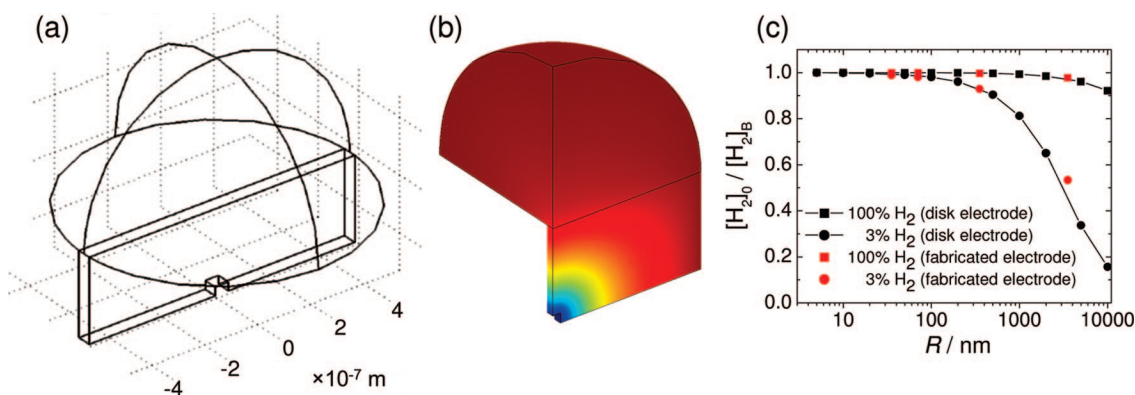 (a)
4
2
0
-2
-4
×10⁻⁷ m
(b)
(c)
[H₂]₀ / [H₂]_B
1.0
0.8
0.6
0.4
0.2
0.0
100% H₂ (disk electrode)
3% H₂ (disk electrode)
100% H₂ (fabricated electrode)
3% H₂ (fabricated electrode)
10 100 1000 10000
R / nm